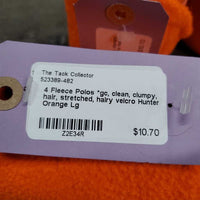 The Tack Collector
523389-482
4 Fleece Polos *gc, clean, clumpy,
hair, stretched, hairy velcro Hunter
Orange Lg
$10.70
Z2E34R